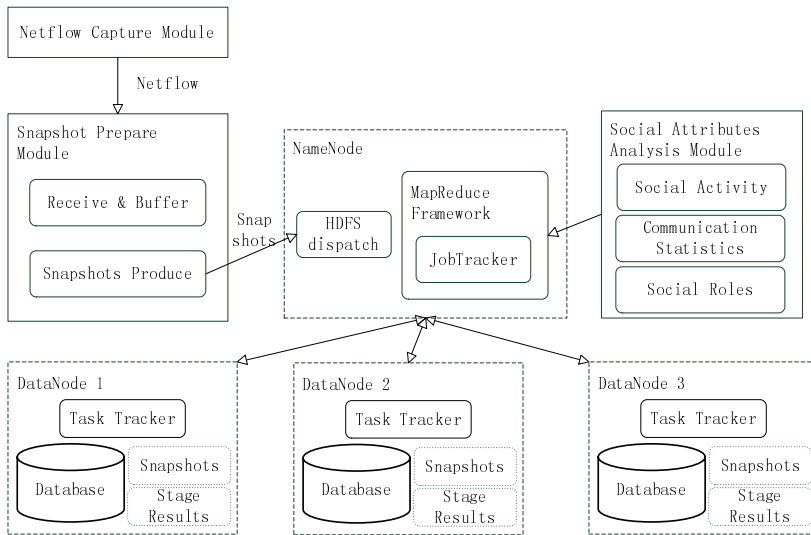 Netflow Capture Module
Netflow
Snapshot Prepare
Module
Receive & Buffer
Snapshots Produce
Snap
shots
NameNode
HDFS
dispatch
MapReduce
Framework
JobTracker
Social Attributes
Analysis Module
Social Activity
Communication
Statistics
Social Roles
DataNode 1
Task Tracker
Database
Snapshots
Stage
Results
DataNode 2
Task Tracker
Database
Snapshots
Stage
Results
DataNode 3
Task Tracker
Database
Snapshots
Stage
Results